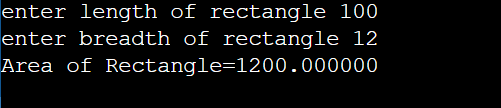 enter length of rectangle 100
enter breadth of rectangle 12
Area of Rectangle=1200.000000